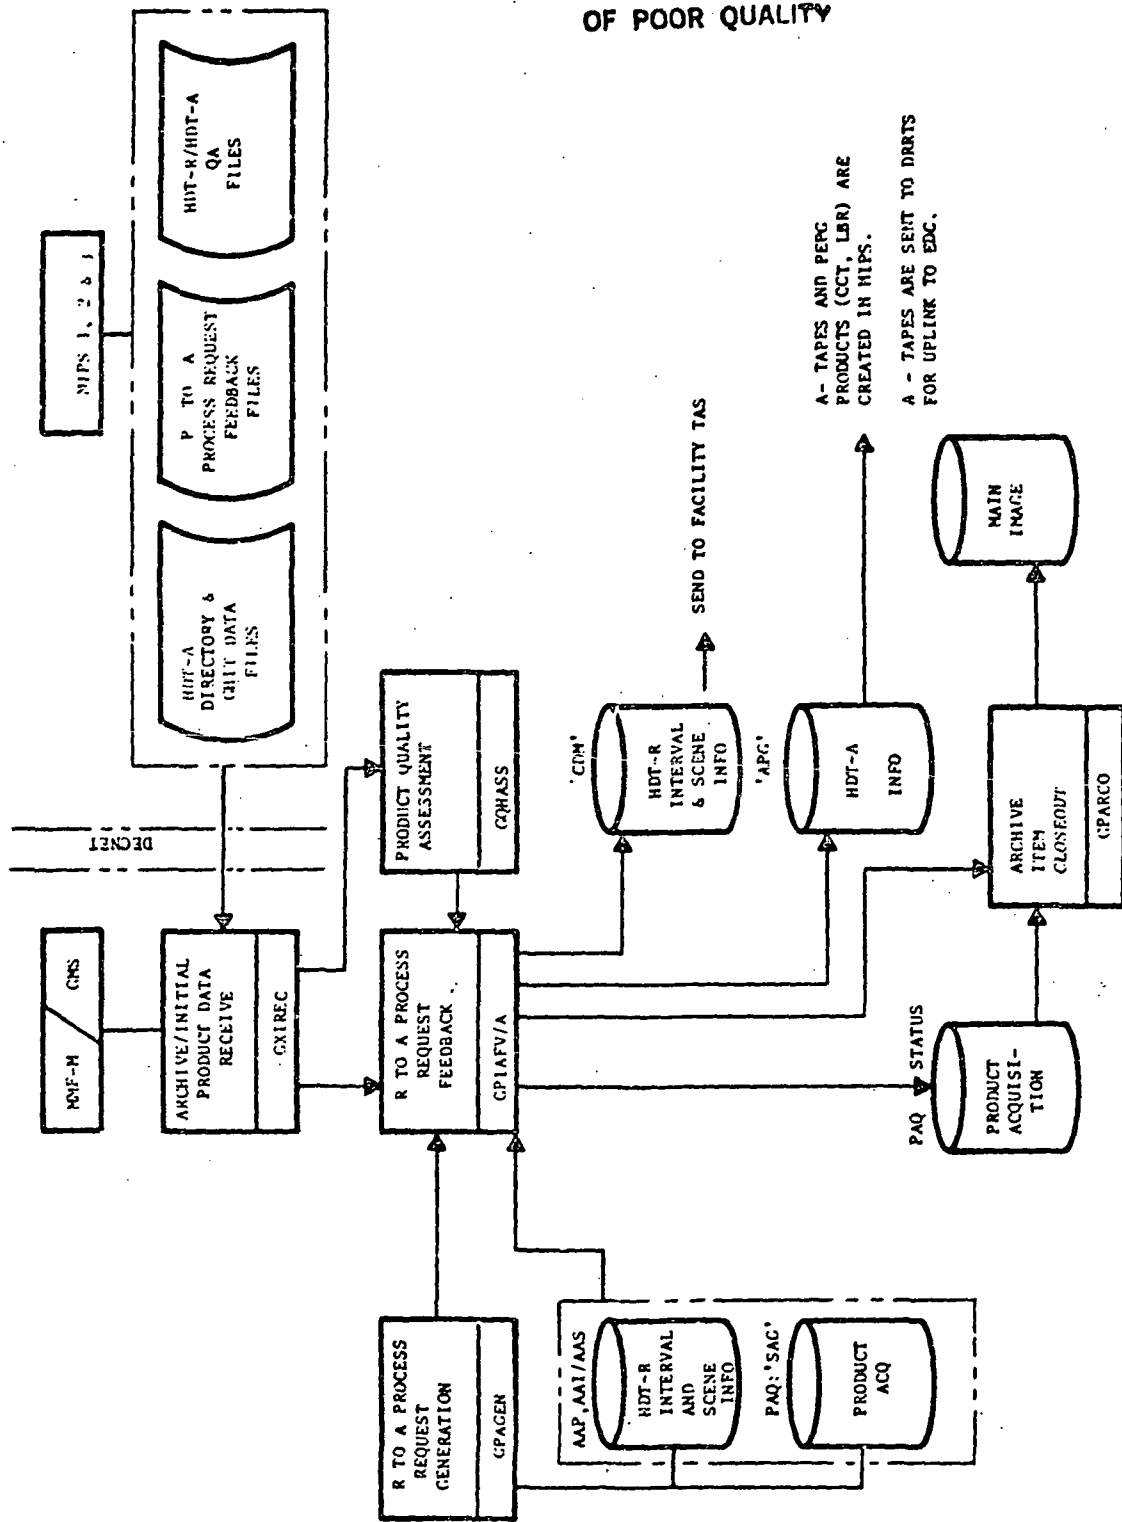 OF POOR QUALITY
MMF-M
GMS
DECNET
MIPS 1, 2 &
ARCHIVE/INITIAL
PRODUCT DATA
RECEIVE
GXIREC
HDT-A
DIRECTORY &
DATA
FILES
TO A
PROCESS REQUEST
FEEDBACK
FILES
HDT-R/HDT-A
QA
FILES
R TO A PROCESS
REQUEST
GENERATION
CPAGEN
R TO A PROCESS
REQUEST
FEEDBACK
GPIAFV/A
PRODUCT QUALITY
ASSESSMENT
GQHASS
AAP, AAI/AAS
HDT-R
INTERVAL
AND
SCENE
INFO
PAQ: 'SAC'
PRODUCT
ACQ
'CDM'
HDT-R
INTERVAL
& SCENE
INFO
SEND TO FACILITY TAS
'APG'
HDT-A
INFO
A- TAPES AND PEPG
PRODUCTS (CCT, LBR) ARE
CREATED IN MIPS.
A - TAPES ARE SENT TO DRRTS
FOR UPLINK TO EDC.
PAQ STATUS
PRODUCT
ACQUISI-
TION
ARCHIVE
ITEM
CLOSEOUT
GPARCO
MAIN
IMAGE